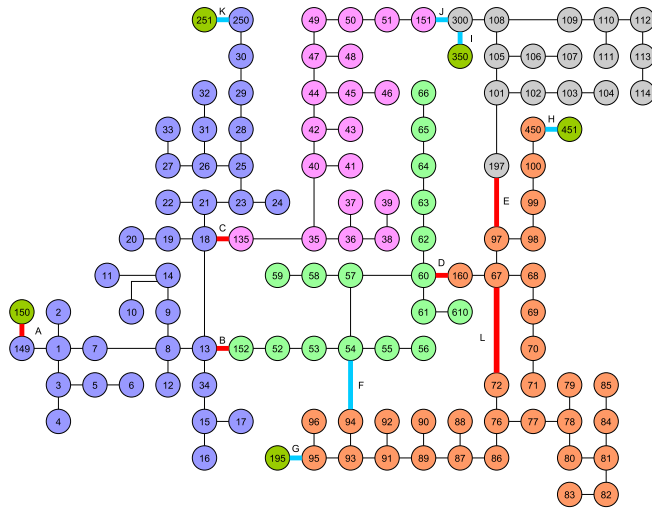 K
251 250 49 50 51 151 J 300 108 109 110 112
I
30 47 48 350 105 106 107 111 113
32 29 44 45 46 66 101 102 103 104 114
H
33 31 28 42 43 65 450 451
27 26 25 40 41 64 197 100
E
22 21 23 24 37 39 63 99
C
20 19 18 135 35 36 38 62 97 98
D
11 14 59 58 57 60 160 67 68
150 2 10 9 61 610 69
A B L
149 1 7 8 13 152 52 53 54 55 56 70
3 5 6 12 34 F 72 71 79 85
4 15 17 96 94 92 90 88 76 77 78 84
G
16 195 95 93 91 89 87 86 80 81
83 82